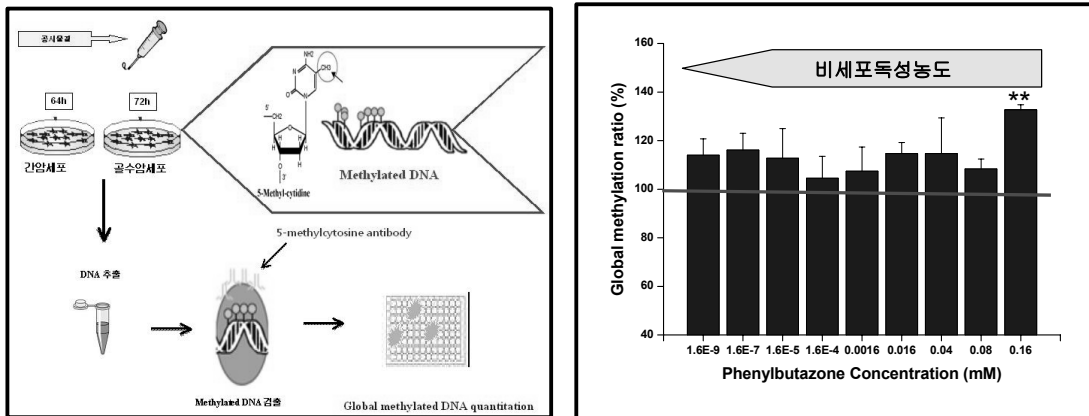 공시물질
64h
72h
간암세포
골수암세포
NH2
CH3
N
O
N
5'
CH2
O
3'
5-Methyl-cytidine
Methylated DNA
5-methylcytosine antibody
DNA 추출
Methylated DNA 검출
Global methylated DNA quantitation
비세포독성농도
**
Global methylation ratio (%)
160
140
120
100
80
60
40
1.6E-9 1.6E-7 1.6E-5 1.6E-4 0.0016 0.016 0.04 0.08 0.16
Phenylbutazone Concentration (mM)